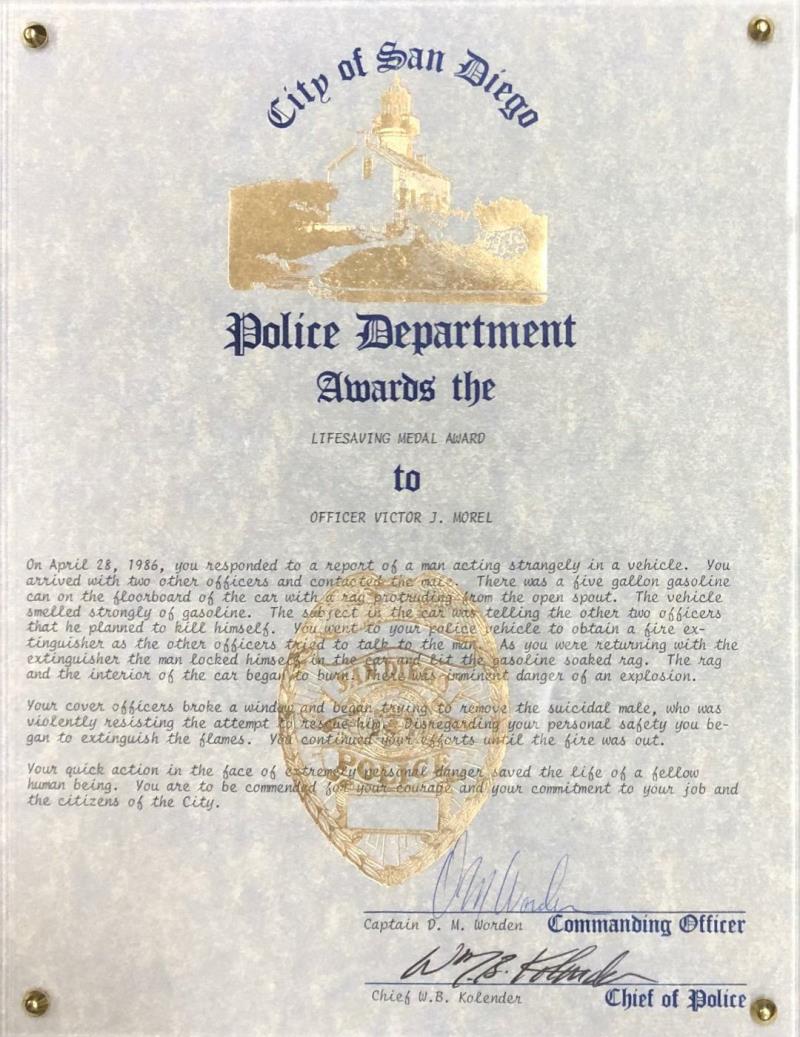 City of San Diego
Police Department
Awards the
LIFESAVING MEDAL AWARD
to
OFFICER VICTOR J. MOREL
On April 28, 1986, you responded to a report of a man acting strangely in a vehicle. You
arrived with two other officers and contacted the male. There was a five gallon gasoline
can on the floorboard of the car with a rag protruding from the open spout. The vehicle
smelled strongly of gasoline. The subject in the car was telling the other two officers
that he planned to kill himself. You went to your police vehicle to obtain a fire ex-
tinguisher as the other officers tried to talk to the man. As you were returning with the
extinguisher the man locked himself in the car and lit the gasoline soaked rag. The rag
and the interior of the car began to burn. There was imminent danger of an explosion.
Your cover officers broke a window and began trying to remove the suicidal male, who was
violently resisting the attempt to rescue him. Disregarding your personal safety you be-
gan to extinguish the flames. You continued your efforts until the fire was out.
Your quick action in the face of extremely personal danger saved the life of a fellow
human being. You are to be commended for your courage and your commitment to your job and
the citizens of the City.
POLICE
D M Worden
Captain D. M. Worden Commanding Officer
Wm. B. Kolender
Chief W.B. Kolender Chief of Police